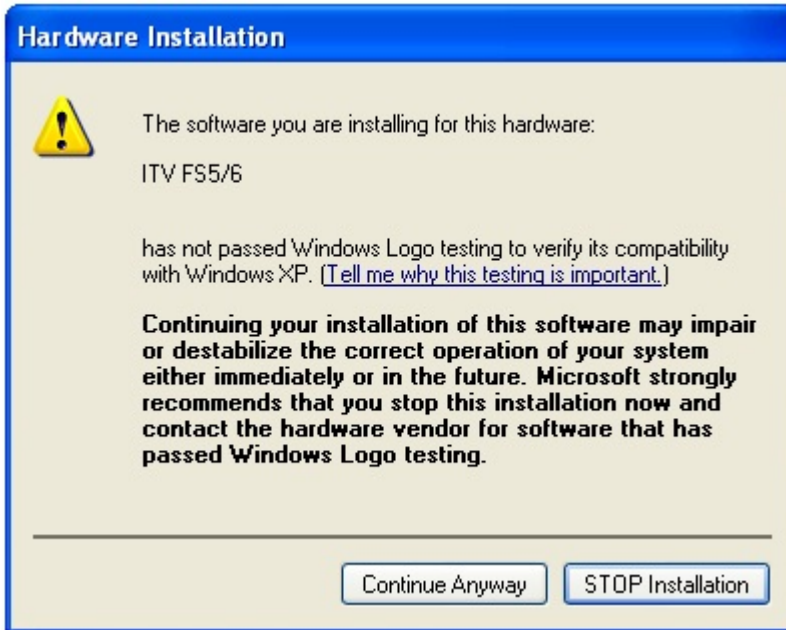 Hardware Installation
The software you are installing for this hardware:
ITV FS5/6
has not passed Windows Logo testing to verify its compatibility
with Windows XP. (Tell me why this testing is important.)
Continuing your installation of this software may impair
or destabilize the correct operation of your system
either immediately or in the future. Microsoft strongly
recommends that you stop this installation now and
contact the hardware vendor for software that has
passed Windows Logo testing.
Continue Anyway
STOP Installation